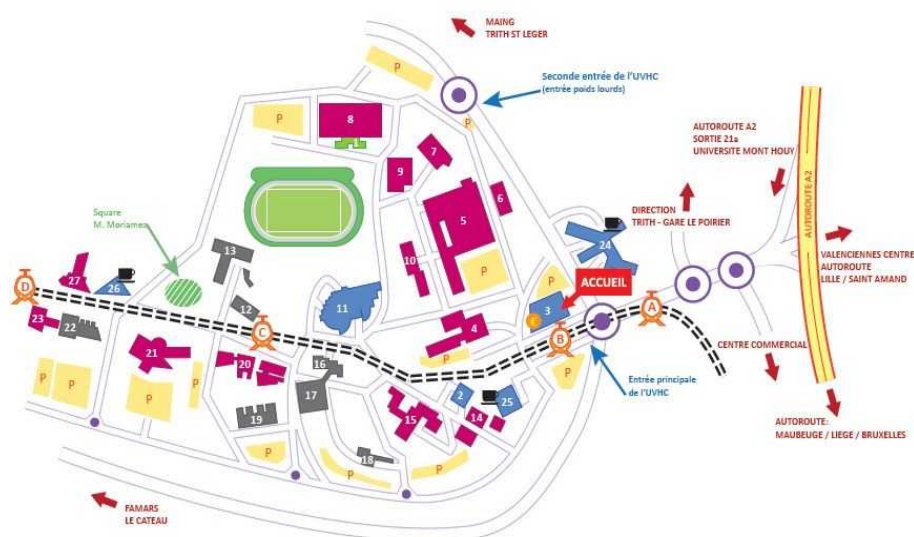 MAING
TRITH ST LEGER
Seconde entrée de l'UVHC
(entrée poids lourds)
P
P
P
8
1
7
9
6
5
10
AUTOROUTE A2
SORTIE 21a
UNIVERSITE MONT HOUY
AUTOROUTE A2
DIRECTION
TRITH - GARE LE POIRIER
VALENCIENNES CENTRE
AUTOROUTE
LILLE / SAINT AMAND
24
Square
M. Moriamez
13
P
P
ACCUEIL
D
27
26
12
11
3
A
23
22
C
4
B
CENTRE COMMERCIAL
21
20
16
P
P
Entrée principale
de l'UVHC
P
P
P
P
17
2
25
19
15
14
18
AUTOROUTE:
MAUBEUGE / LIEGE / BRUXELLES
P
P
P
P
FAMARS
LE CATEAU